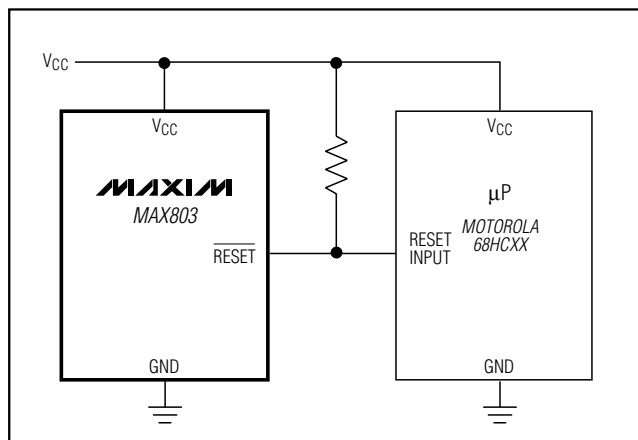 VCC
VCC
MAXIM
MAX803
RESET
GND
VCC
µP
MOTOROLA
68HCXX
RESET
INPUT
GND